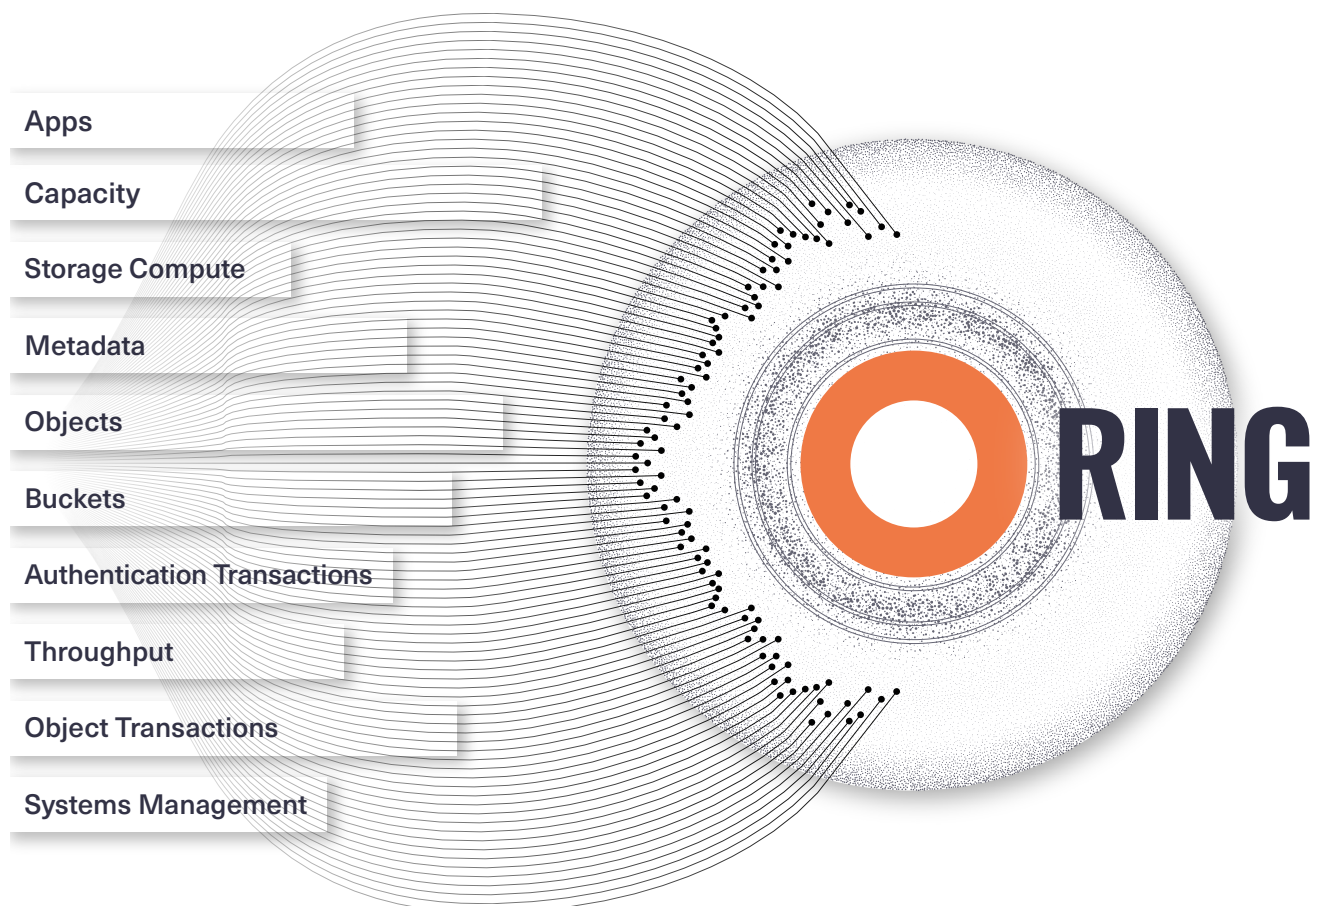 Apps
Capacity
Storage Compute
Metadata
Objects
RING
Buckets
Authentication Transactions
Throughput
Object Transactions
Systems Management